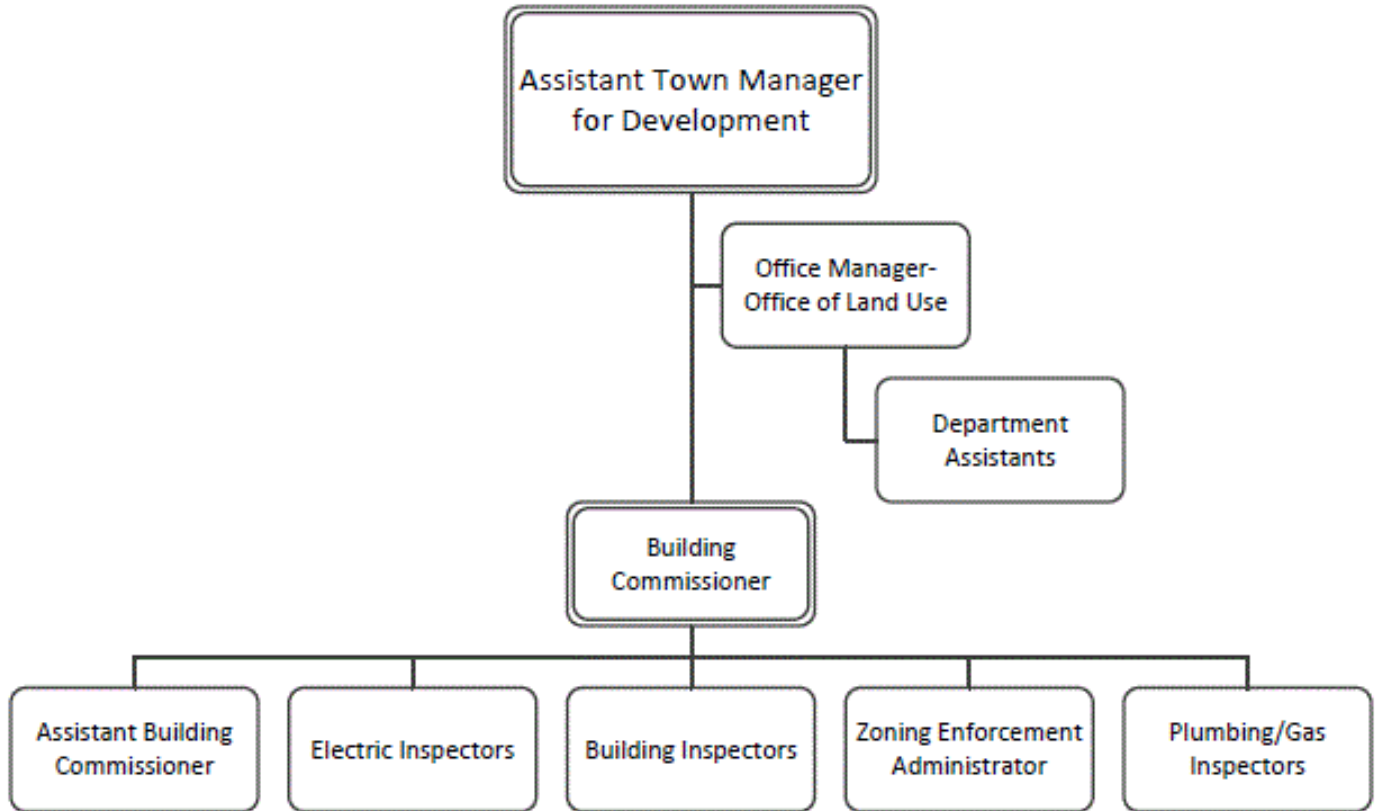 Assistant Town Manager
for Development
Office Manager-
Office of Land Use
Department
Assistants
Building
Commissioner
Assistant Building
Commissioner
Electric Inspectors
Building Inspectors
Zoning Enforcement
Administrator
Plumbing/Gas
Inspectors